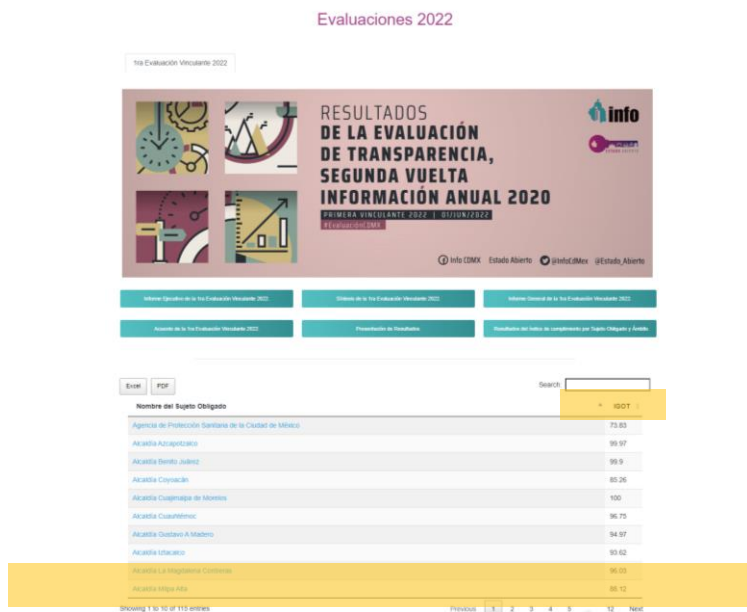 Evaluaciones 2022
1ra Evaluación Vinculante 2022
RESULTADOS
DE LA EVALUACIÓN
DE TRANSPARENCIA,
SEGUNDA VUELTA
INFORMACIÓN ANUAL 2020
PRIMERA VINCULANTE 2022 | 01/JUN/2022
#EvaluaciónCDMX
info
ESTADO ABIERTO
Info CDMX Estado Abierto @InfoCdMex @Estado_Abierto
Informe Ejecutivo de la 1ra Evaluación Vinculante 2022 Síntesis de la 1ra Evaluación Vinculante 2022 Informe General de la 1ra Evaluación Vinculante 2022
Acuerdo de la 1ra Evaluación Vinculante 2022 Presentación de Resultados Resultados del índice de cumplimiento por Sujeto Obligado y Ámbito
Excel PDF Search:
Nombre del Sujeto Obligado IGOT
Agencia de Protección Sanitaria de la Ciudad de México 73.83
Alcaldía Azcapotzalco 99.97
Alcaldía Benito Juárez 99.9
Alcaldía Coyoacán 85.26
Alcaldía Cuajimalpa de Morelos 100
Alcaldía Cuauhtémoc 96.75
Alcaldía Gustavo A Madero 94.97
Alcaldía Iztacalco 93.62
Alcaldía La Magdalena Contreras 96.03
Alcaldía Milpa Alta 88.12
Showing 1 to 10 of 113 entries Previous 1 2 3 4 5 ... 12 Next